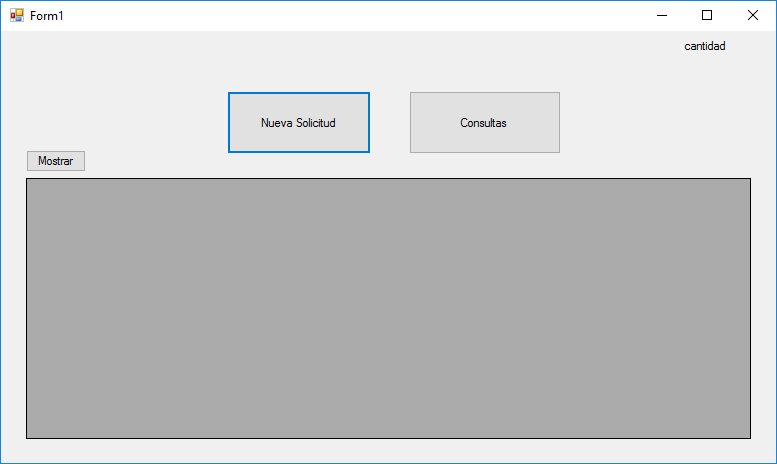 Form1
cantidad
Nueva Solicitud
Consultas
Mostrar